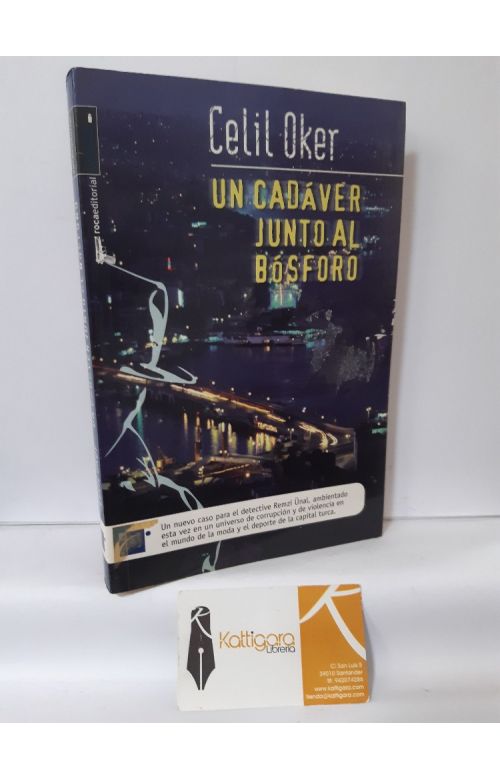 Celil Oker
UN CADÁVER
JUNTO AL
BÓSFORO
rocaeditorial
Un nuevo caso para el detective Remzi Ünal, ambientado
esta vez en un universo de corrupción y de violencia en
el mundo de la moda y el deporte de la capital turca.
Kattigara
Librería
C/ San Luis 5
39010 Santander
www.kattigara.com
tienda@kattigara.com